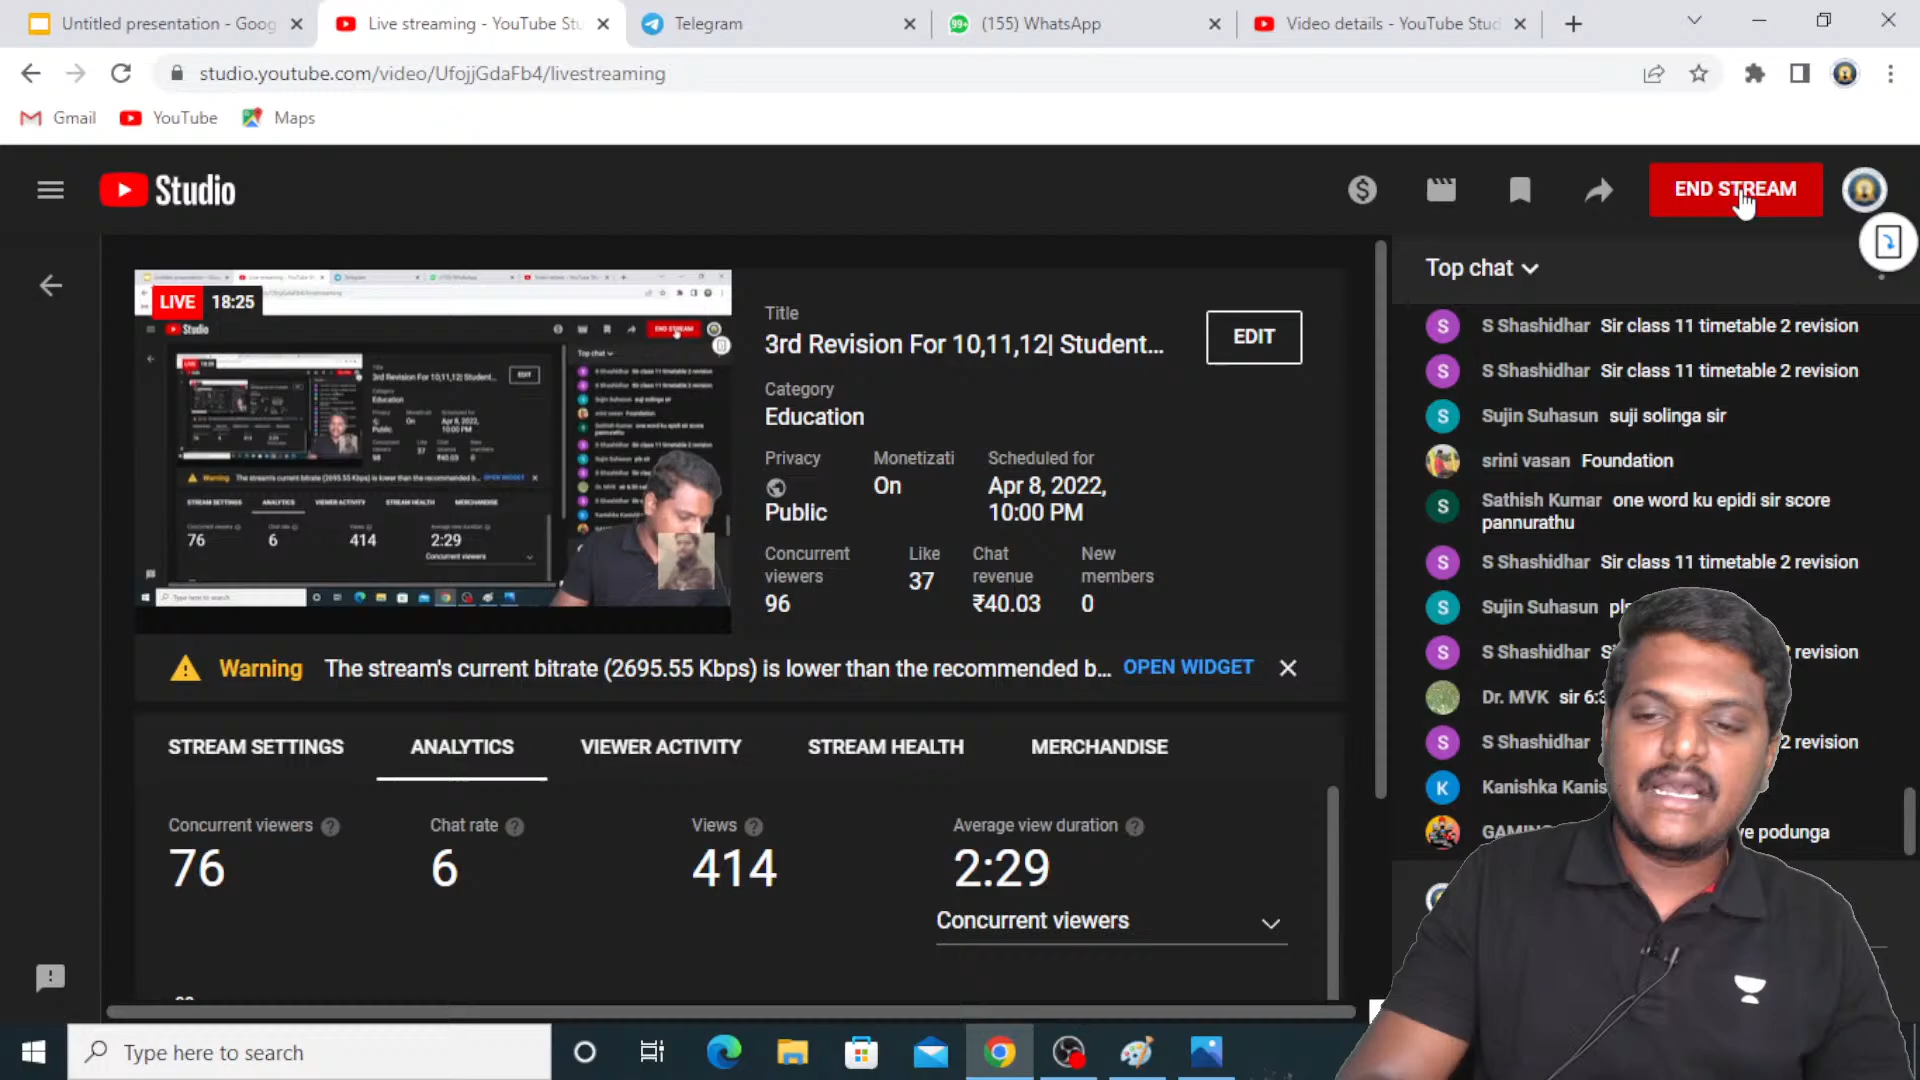 Untitled presentation - Goog
Live streaming - YouTube Stu
Telegram
(155) WhatsApp
Video details - YouTube Stud
studio.youtube.com/video/UfojjGdaFb4/livestreaming
Gmail
YouTube
Maps
Studio
END STREAM
LIVE 18:25
Title
3rd Revision For 10,11,12| Student...
EDIT
Category
Education
Privacy
Public
Monetizati
On
Scheduled for
Apr 8, 2022,
10:00 PM
Concurrent
viewers
96
Like
37
Chat
revenue
₹40.03
New
members
0
Warning The stream's current bitrate (2695.55 Kbps) is lower than the recommended b... OPEN WIDGET
STREAM SETTINGS
ANALYTICS
VIEWER ACTIVITY
STREAM HEALTH
MERCHANDISE
Concurrent viewers
76
Chat rate
6
Views
414
Average view duration
2:29
Concurrent viewers
Top chat
S Shashidhar Sir class 11 timetable 2 revision
S Shashidhar Sir class 11 timetable 2 revision
Sujin Suhasun suji solinga sir
srini vasan Foundation
Sathish Kumar one word ku epidi sir score
pannurathu
S Shashidhar Sir class 11 timetable 2 revision
Sujin Suhasun
S Shashidhar 2 revision
Dr. MVK sir
S Shashidhar 2 revision
Kanishka
podunga
Type here to search